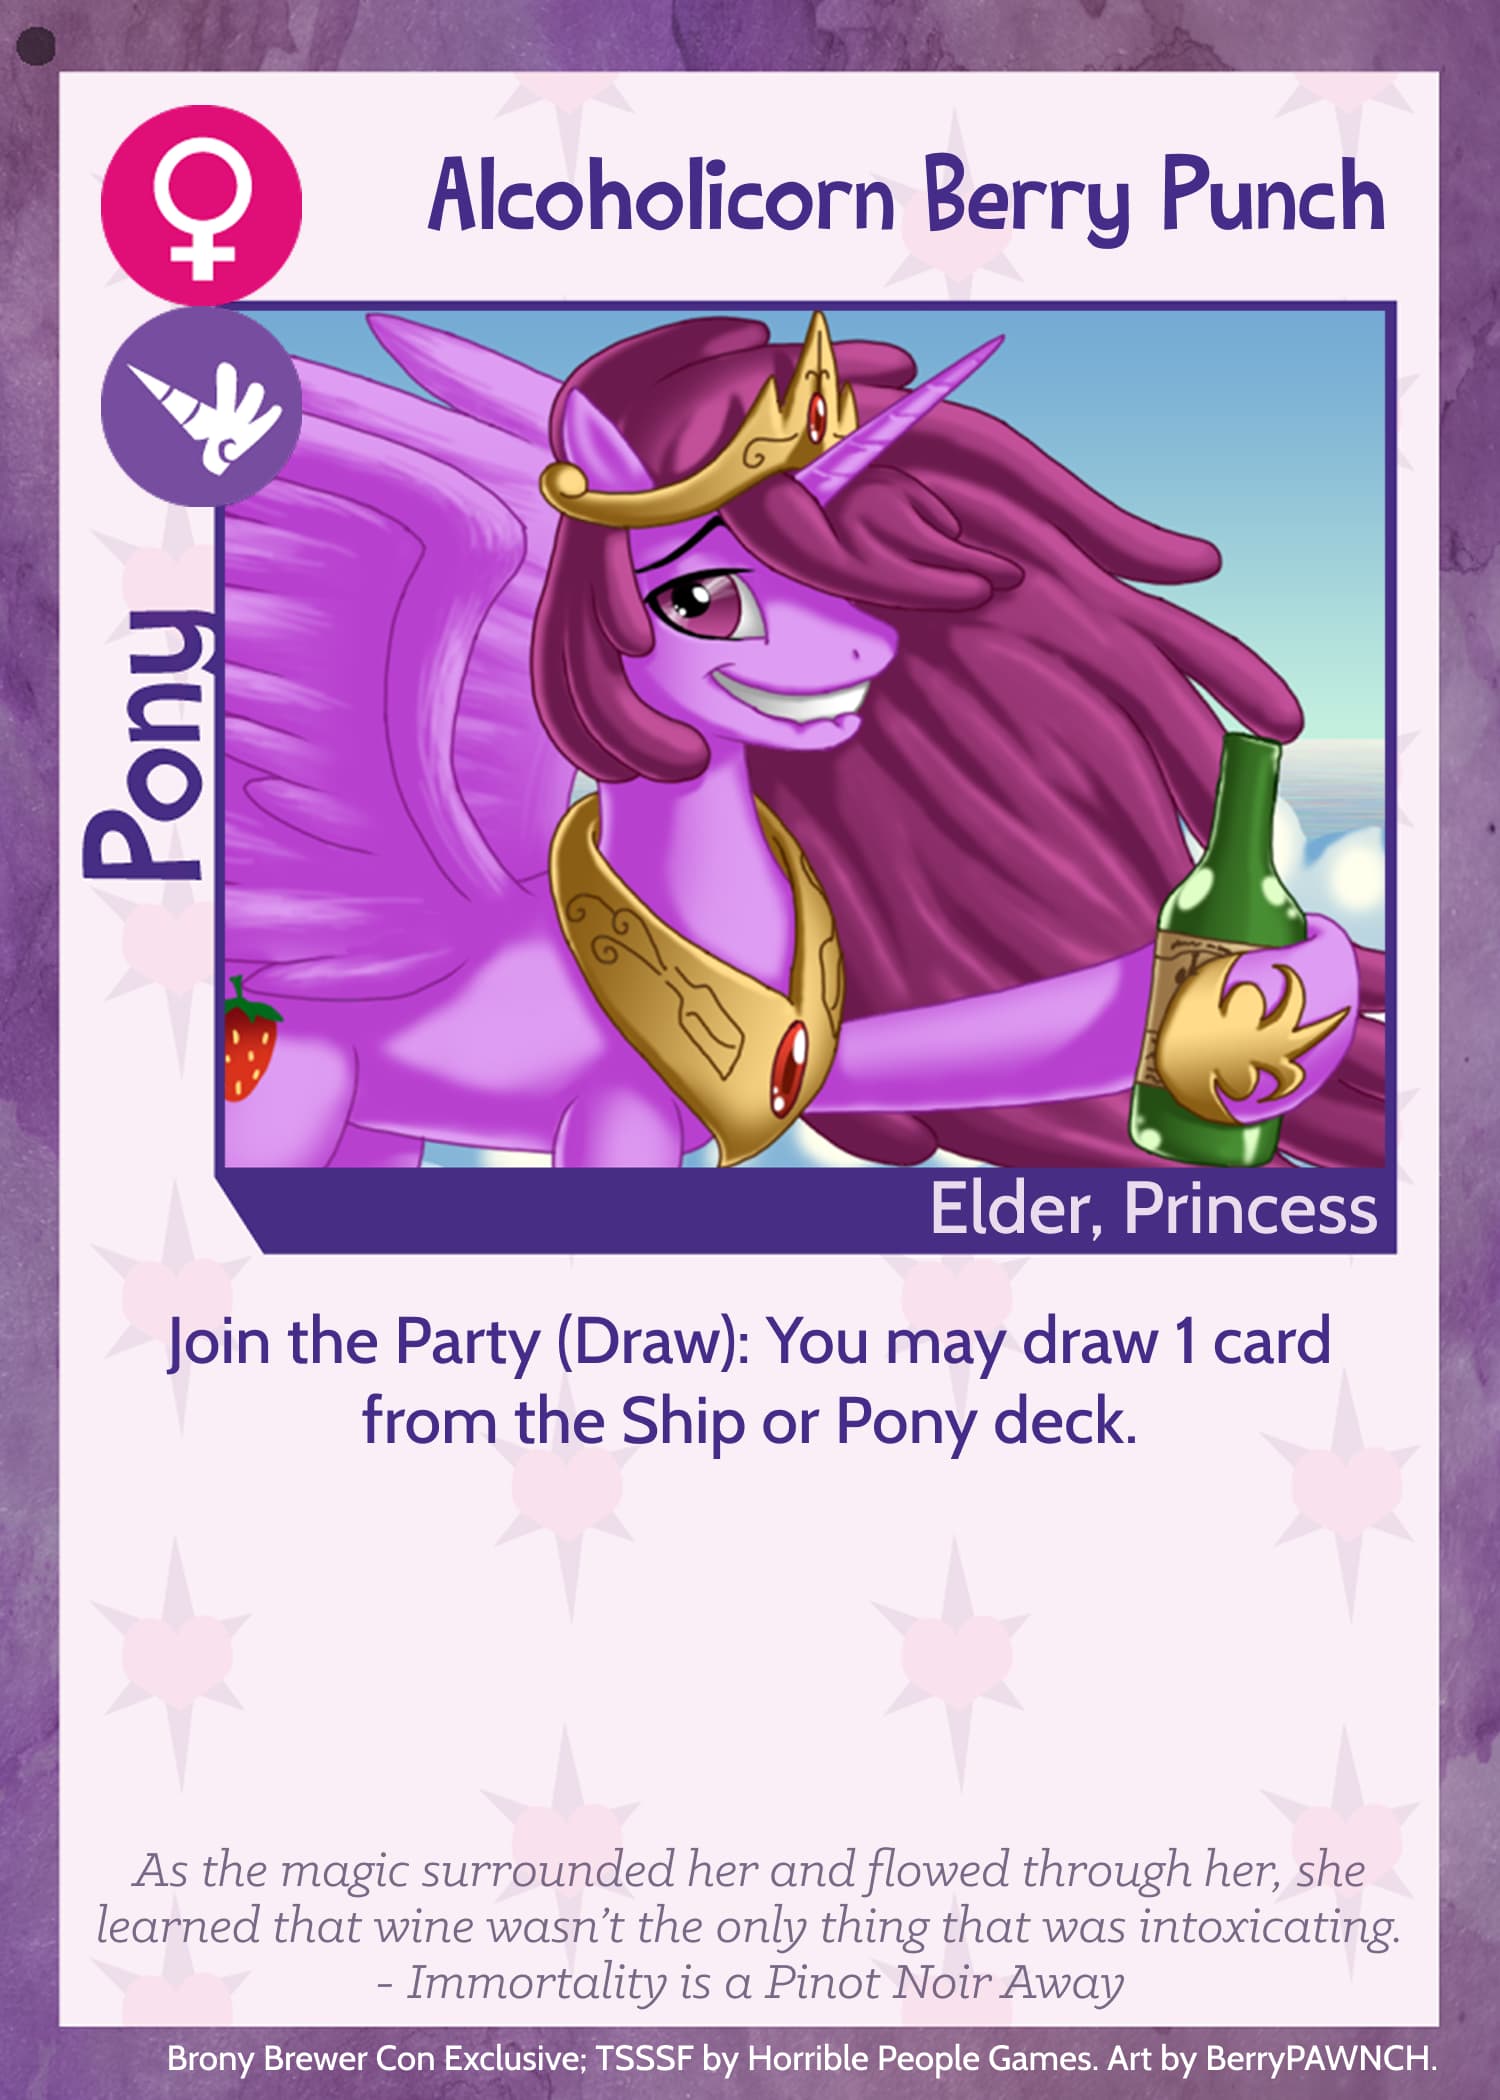 Alcoholicorn Berry Punch
Pony
Elder, Princess
Join the Party (Draw): You may draw 1 card
from the Ship or Pony deck.
As the magic surrounded her and flowed through her, she
learned that wine wasn't the only thing that was intoxicating.
- Immortality is a Pinot Noir Away
Brony Brewer Con Exclusive; TSSSF by Horrible People Games. Art by BerryPAWNCH.